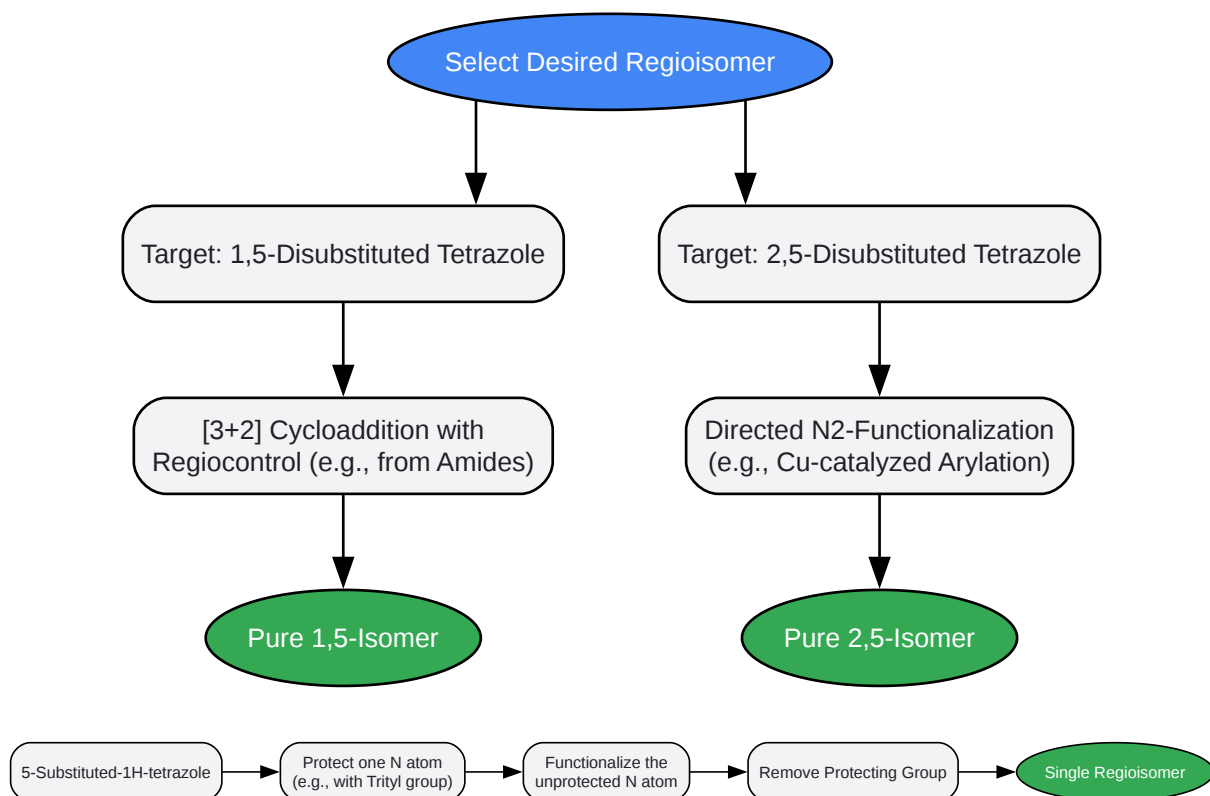 Select Desired Regioisomer
Target: 1,5-Disubstituted Tetrazole
Target: 2,5-Disubstituted Tetrazole
[3+2] Cycloaddition with
Regiocontrol (e.g., from Amides)
Directed N2-Functionalization
(e.g., Cu-catalyzed Arylation)
Pure 1,5-Isomer
Pure 2,5-Isomer
5-Substituted-1H-tetrazole
Protect one N atom
(e.g., with Trityl group)
Functionalize the
unprotected N atom
Remove Protecting Group
Single Regioisomer